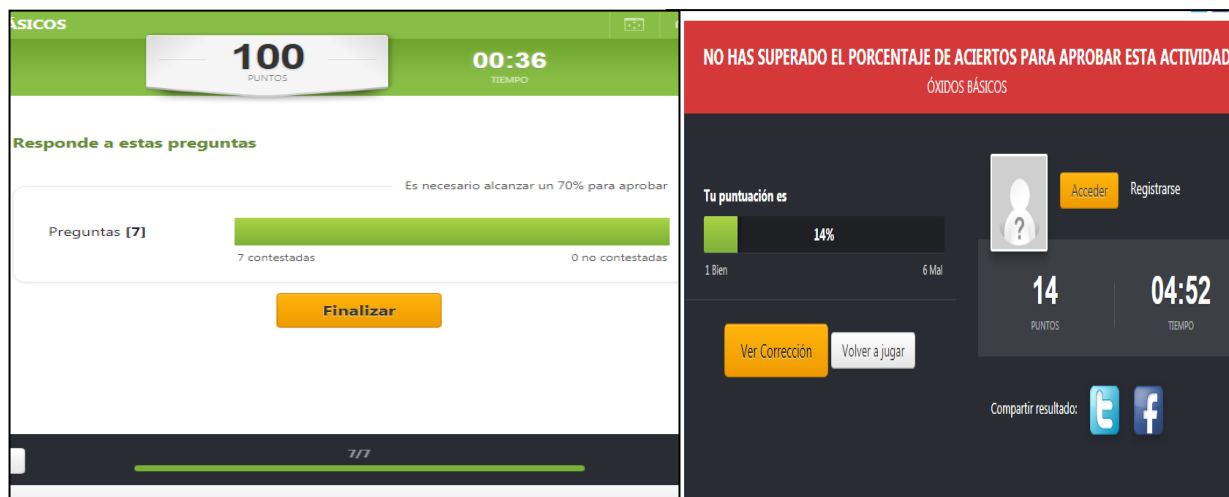 ÁSICOS
100
PUNTOS
00:36
TIEMPO
Responde a estas preguntas
Es necesario alcanzar un 70% para aprobar
Preguntas [7]
7 contestadas
0 no contestadas
Finalizar
7/7
NO HAS SUPERADO EL PORCENTAJE DE ACIERTOS PARA APROBAR ESTA ACTIVIDAD
ÓXIDOS BÁSICOS
Tu puntuación es
14%
1 Bien
6 Mal
Ver Corrección
Volver a jugar
?
Acceder
Registrarse
14
PUNTOS
04:52
TIEMPO
Compartir resultado: